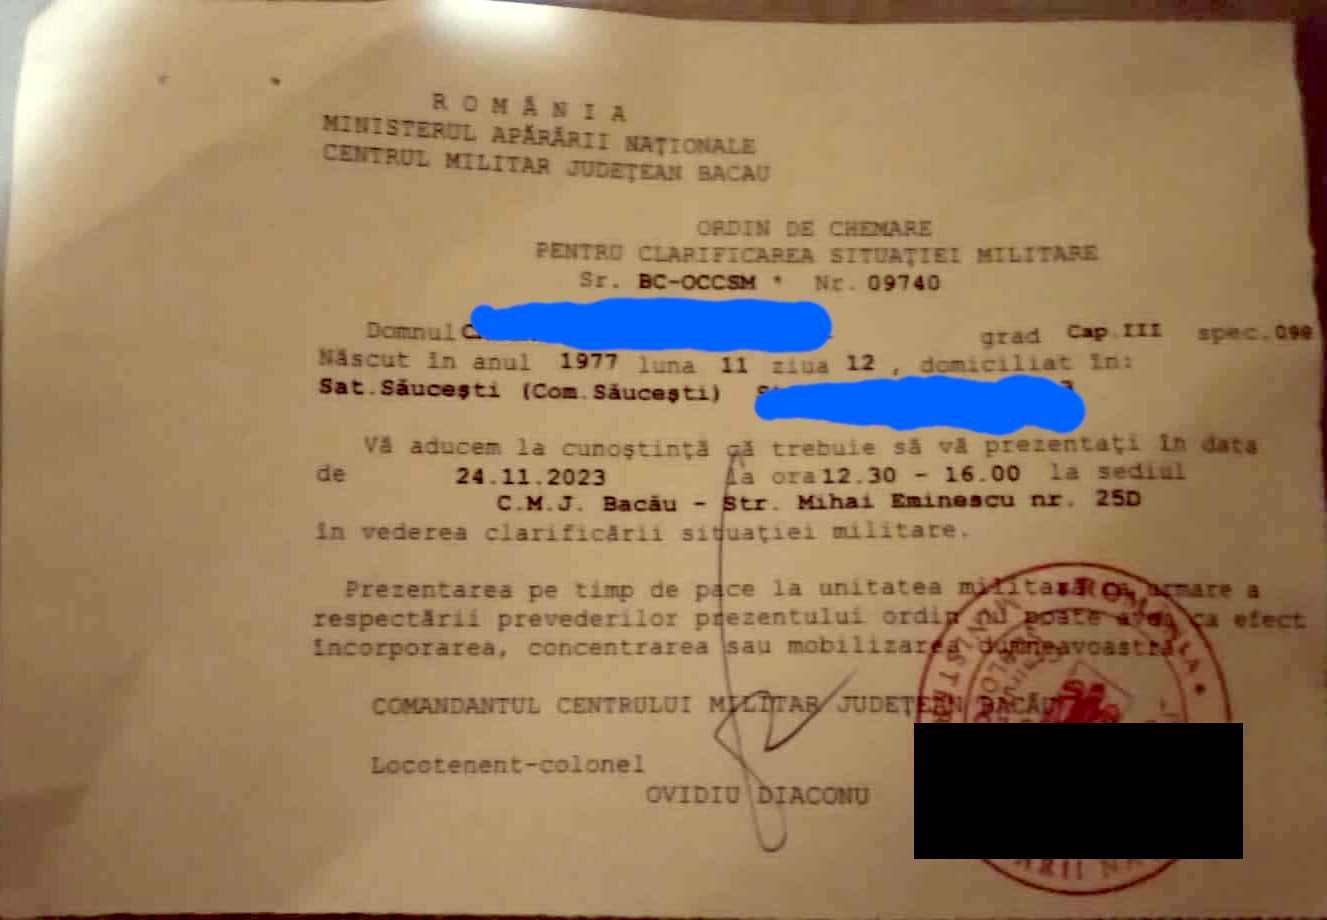 R O M Â N I A
MINISTERUL APĂRĂRII NAȚIONALE
CENTRUL MILITAR JUDEȚEAN BACAU
ORDIN DE CHEMARE
PENTRU CLARIFICAREA SITUAȚIEI MILITARE
Sr. BC-OCCSM * Nr. 09740
Domnul grad Cap.III spec.098
Născut în anul 1977 luna 11 ziua 12 , domiciliat în:
Sat.Săucești (Com.Săucești)
Vă aducem la cunoștință că trebuie să vă prezentați în data
de 24.11.2023 la ora 12.30 - 16.00 la sediul
C.M.J. Bacău - Str. Mihai Eminescu nr. 25D
în vederea clarificării situației militare.
Prezentarea pe timp de pace la unitatea militară ca urmare a
respectării prevederilor prezentului ordin nu poate avea ca efect
încorporarea, concentrarea sau mobilizarea dumneavoastră.
COMANDANTUL CENTRULUI MILITAR JUDEȚEAN BACĂU
Locotenent-colonel
OVIDIU DIACONU